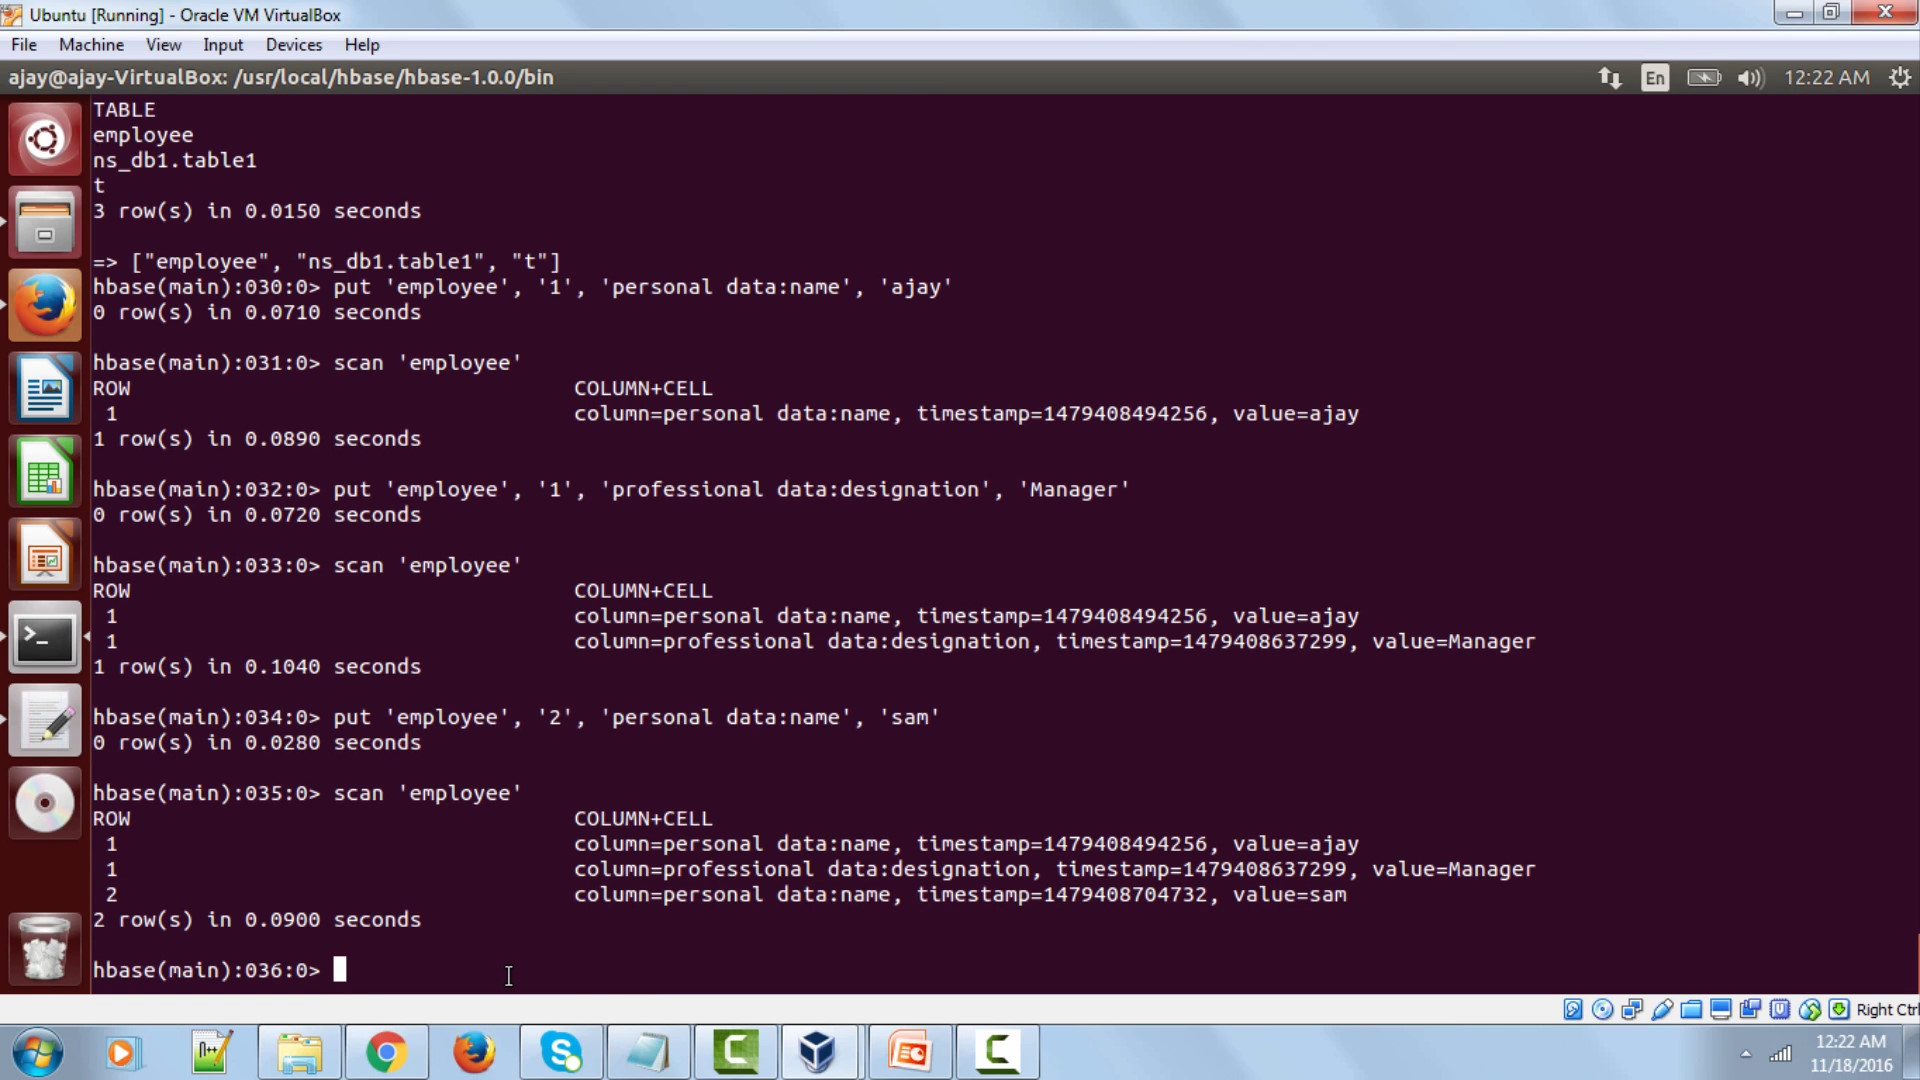 Ubuntu [Running] - Oracle VM VirtualBox
File Machine View Input Devices Help
ajay@ajay-VirtualBox: /usr/local/hbase/hbase-1.0.0/bin En 12:22 AM
TABLE
employee
ns_db1.table1
t
3 row(s) in 0.0150 seconds
=> ["employee", "ns_db1.table1", "t"]
hbase(main):030:0> put 'employee', '1', 'personal data:name', 'ajay'
0 row(s) in 0.0710 seconds
hbase(main):031:0> scan 'employee'
ROW COLUMN+CELL
1 column=personal data:name, timestamp=1479408494256, value=ajay
1 row(s) in 0.0890 seconds
hbase(main):032:0> put 'employee', '1', 'professional data:designation', 'Manager'
0 row(s) in 0.0720 seconds
hbase(main):033:0> scan 'employee'
ROW COLUMN+CELL
1 column=personal data:name, timestamp=1479408494256, value=ajay
1 column=professional data:designation, timestamp=1479408637299, value=Manager
1 row(s) in 0.1040 seconds
hbase(main):034:0> put 'employee', '2', 'personal data:name', 'sam'
0 row(s) in 0.0280 seconds
hbase(main):035:0> scan 'employee'
ROW COLUMN+CELL
1 column=personal data:name, timestamp=1479408494256, value=ajay
1 column=professional data:designation, timestamp=1479408637299, value=Manager
2 column=personal data:name, timestamp=1479408704732, value=sam
2 row(s) in 0.0900 seconds
hbase(main):036:0>
Right Ctrl
12:22 AM
11/18/2016